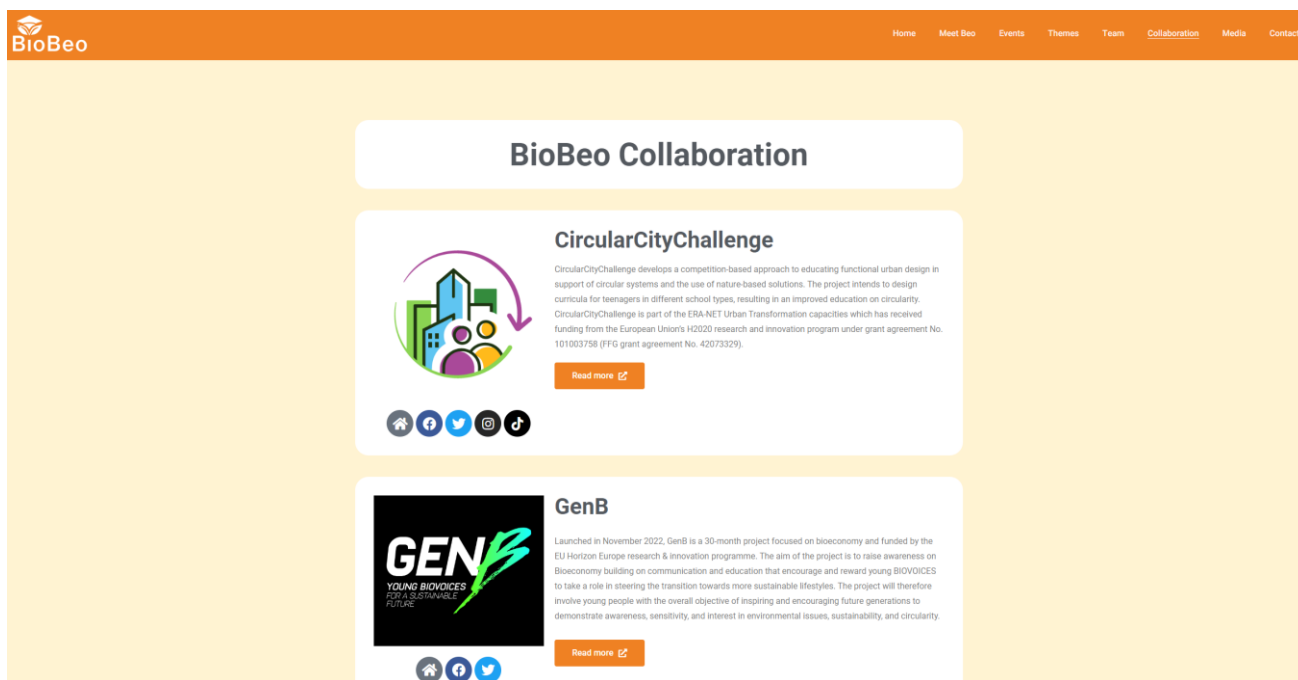 BioBeo
Home Meet Beo Events Themes Team Collaboration Media Contact
BioBeo Collaboration
CircularCityChallenge
CircularCityChallenge develops a competition-based approach to educating functional urban design in
support of circular systems and the use of nature-based solutions. The project intends to design
curricula for teenagers in different school types, resulting in an improved education on circularity.
CircularCityChallenge is part of the ERA-NET Urban Transformation capacities which has received
funding from the European Union's H2020 research and innovation program under grant agreement No.
101003758 (FFG grant agreement No. 42073329).
Read more
GENB
YOUNG BIOVOICES
FOR A SUSTAINABLE
FUTURE
GenB
Launched in November 2022, GenB is a 30-month project focused on bioeconomy and funded by the
EU Horizon Europe research & innovation programme. The aim of the project is to raise awareness on
Bioeconomy building on communication and education that encourage and reward young BIOVOICES
to take a role in steering the transition towards more sustainable lifestyles. The project will therefore
involve young people with the overall objective of inspiring and encouraging future generations to
demonstrate awareness, sensitivity, and interest in environmental issues, sustainability, and circularity.
Read more